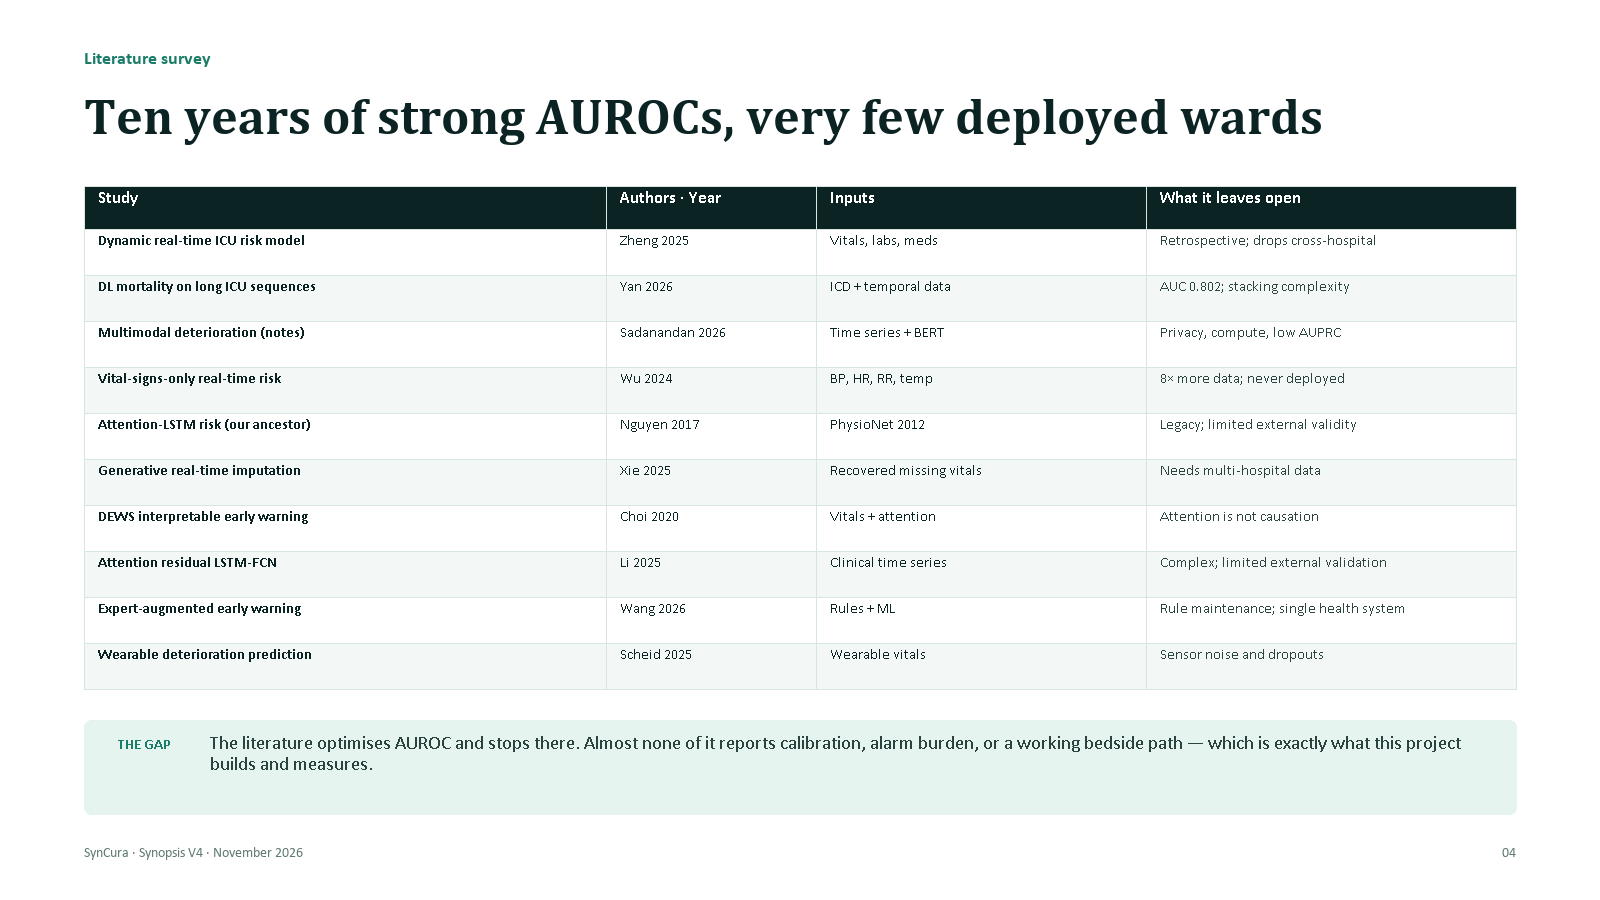 Literature survey
Ten years of strong AUROCs, very few deployed wards
Study Authors · Year Inputs What it leaves open
Dynamic real-time ICU risk model Zheng 2025 Vitals, labs, meds Retrospective; drops cross-hospital
DL mortality on long ICU sequences Yan 2026 ICD + temporal data AUC 0.802; stacking complexity
Multimodal deterioration (notes) Sadanandan 2026 Time series + BERT Privacy, compute, low AUPRC
Vital-signs-only real-time risk Wu 2024 BP, HR, RR, temp 8× more data; never deployed
Attention-LSTM risk (our ancestor) Nguyen 2017 PhysioNet 2012 Legacy; limited external validity
Generative real-time imputation Xie 2025 Recovered missing vitals Needs multi-hospital data
DEWS interpretable early warning Choi 2020 Vitals + attention Attention is not causation
Attention residual LSTM-FCN Li 2025 Clinical time series Complex; limited external validation
Expert-augmented early warning Wang 2026 Rules + ML Rule maintenance; single health system
Wearable deterioration prediction Scheid 2025 Wearable vitals Sensor noise and dropouts
THE GAP The literature optimises AUROC and stops there. Almost none of it reports calibration, alarm burden, or a working bedside path — which is exactly what this project
builds and measures.
SynCura · Synopsis V4 · November 2026 04